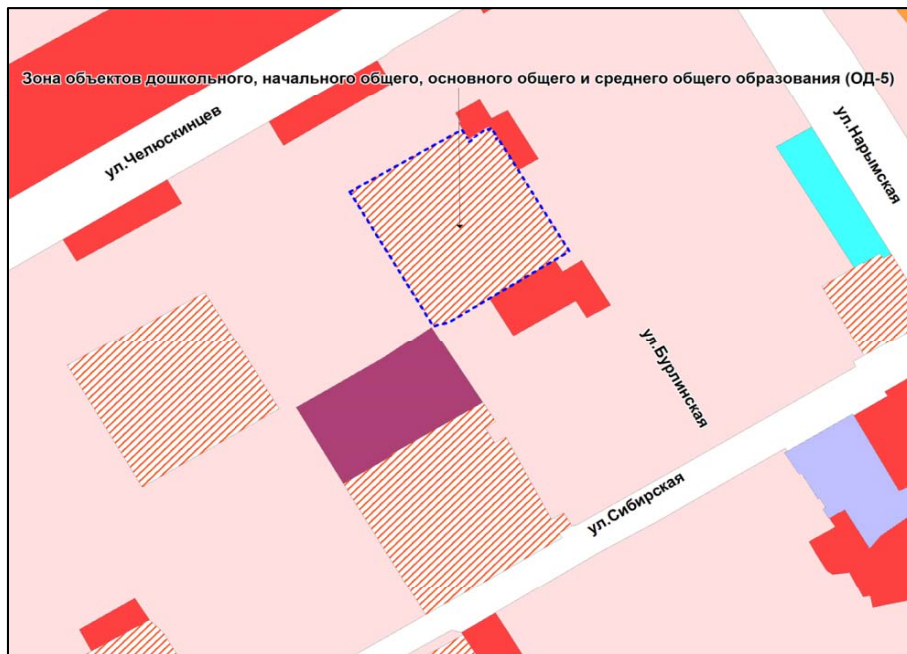 Зона объектов дошкольного, начального общего, основного общего и среднего общего образования (ОД-5)
ул.Челюскинцев
ул.Нарымская
ул.Бурлинская
ул.Сибирская